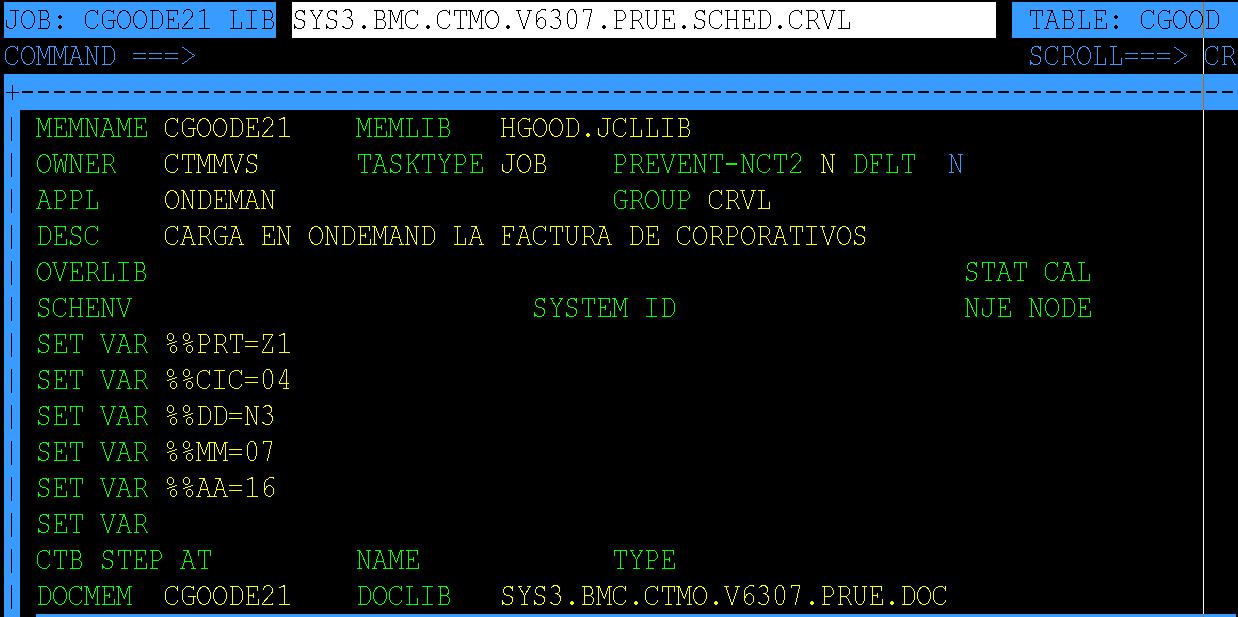 JOB: CGOODE21 LIB SYS3.BMC.CTMO.V6307.PRUE.SCHED.CRVL TABLE: CGOOD
COMMAND ===> SCROLL===> CR
+----------------------------------------------------------------------------
| MEMNAME CGOODE21 MEMLIB HGOOD.JCLLIB
| OWNER CTMMVS TASKTYPE JOB PREVENT-NCT2 N DFLT N
| APPL ONDEMAN GROUP CRVL
| DESC CARGA EN ONDEMAND LA FACTURA DE CORPORATIVOS
| OVERLIB STAT CAL
| SCHENV SYSTEM ID NJE NODE
| SET VAR %%PRT=Z1
| SET VAR %%CIC=04
| SET VAR %%DD=N3
| SET VAR %%MM=07
| SET VAR %%AA=16
| SET VAR
| CTB STEP AT NAME TYPE
| DOCMEM CGOODE21 DOCLIB SYS3.BMC.CTMO.V6307.PRUE.DOC